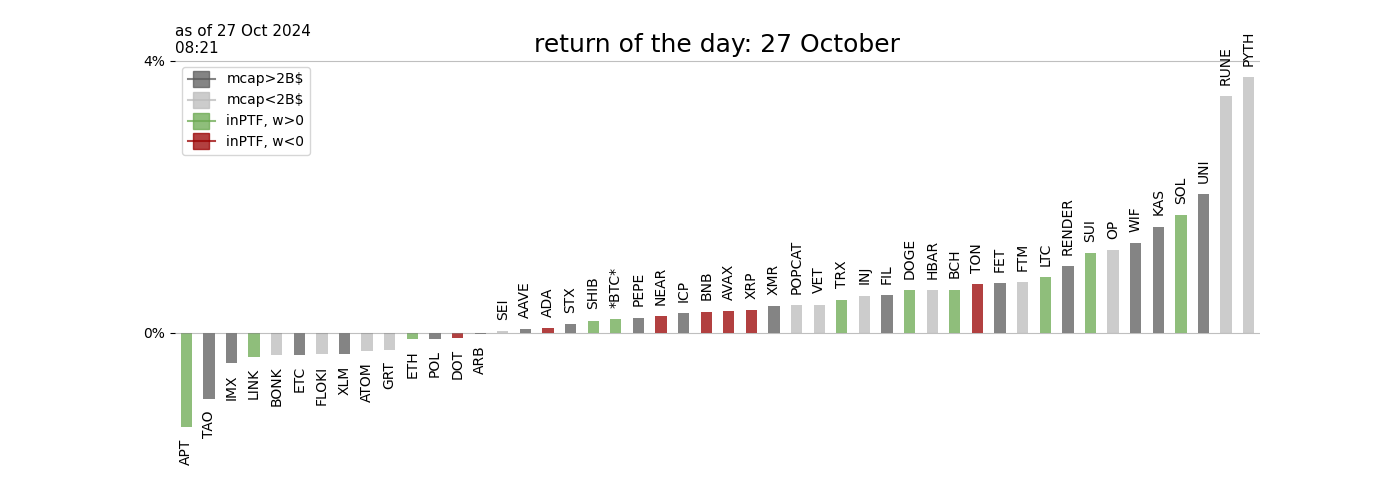 as of 27 Oct 2024
08:21
return of the day: 27 October
4%
mcap>2B$
mcap<2B$
inPTF, w>0
inPTF, w<0
0%
APT
TAO
IMX
LINK
BONK
ETC
FLOKI
XLM
ATOM
GRT
ETH
POL
DOT
ARB
SEI
AAVE
ADA
STX
SHIB
*BTC*
PEPE
NEAR
ICP
BNB
AVAX
XRP
XMR
POPCAT
VET
TRX
INJ
FIL
DOGE
HBAR
BCH
TON
FET
FTM
LTC
RENDER
SUI
OP
WIF
KAS
SOL
UNI
RUNE
PYTH